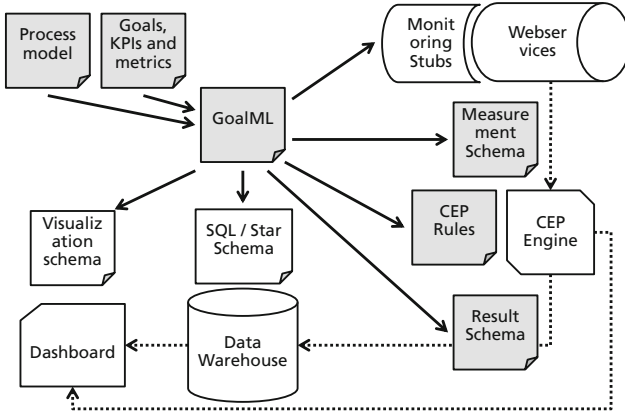 Process
model
Goals,
KPIs and
metrics
Monit
oring
Stubs
Webser
vices
GoalML
Measure
ment
Schema
Visualiz
ation
schema
SQL / Star
Schema
CEP
Rules
CEP
Engine
Dashboard
Data
Warehouse
Result
Schema